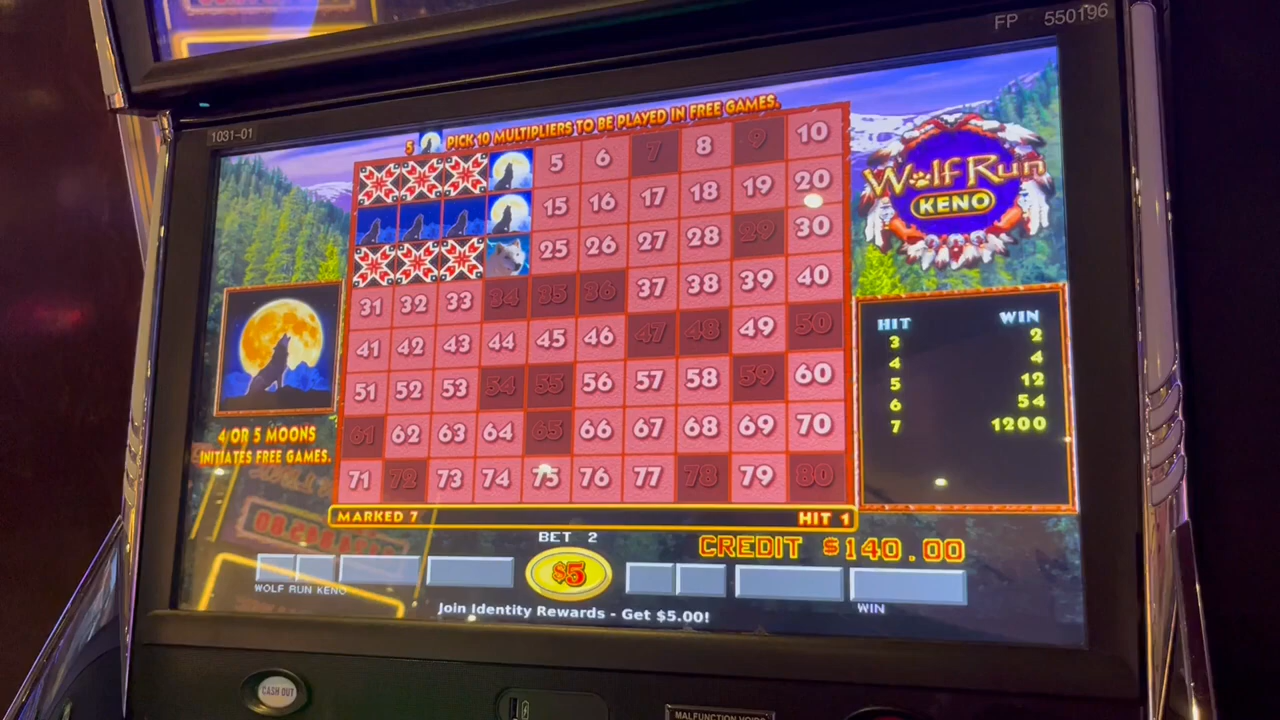 FP 550196
1031-01
5 PICK 10 MULTIPLIERS TO BE PLAYED IN FREE GAMES.
5 6 7 8 9 10
15 16 17 18 19 20
25 26 27 28 29 30
31 32 33 34 35 36 37 38 39 40
41 42 43 44 45 46 47 48 49 50
51 52 53 54 55 56 57 58 59 60
61 62 63 64 65 66 67 68 69 70
71 72 73 74 75 76 77 78 79 80
Wolf Run
KENO
HIT WIN
3 2
4 4
5 12
6 54
7 1200
4 OR 5 MOONS
INITIATES FREE GAMES.
MARKED 7 HIT 1
BET 2
$5
CREDIT $140.00
WOLF RUN KENO
WIN
Join Identity Rewards - Get $5.00!
CASH OUT
MALFUNCTION VOIDS